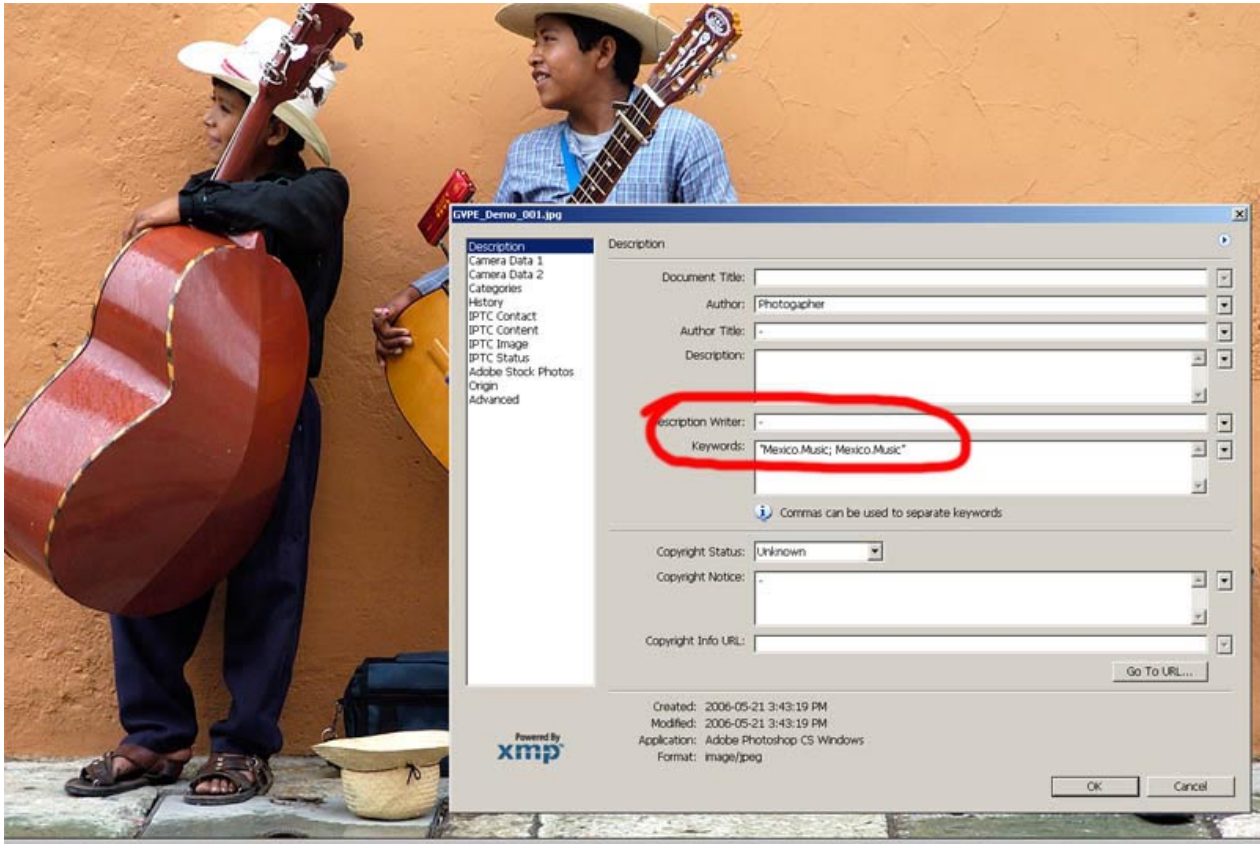 GVPE_Demo_001.jpg
Description
Camera Data 1
Camera Data 2
Categories
History
IPTC Contact
IPTC Content
IPTC Image
IPTC Status
Adobe Stock Photos
Origin
Advanced
Description
Document Title:
Author: Photogapher
Author Title: -
Description:
escription Writer: -
Keywords: "Mexico.Music; Mexico.Music"
Commas can be used to separate keywords
Copyright Status: Unknown
Copyright Notice: -
Copyright Info URL:
Go To URL...
Powered By
xmp
Created: 2006-05-21 3:43:19 PM
Modified: 2006-05-21 3:43:19 PM
Application: Adobe Photoshop CS Windows
Format: image/jpeg
OK
Cancel